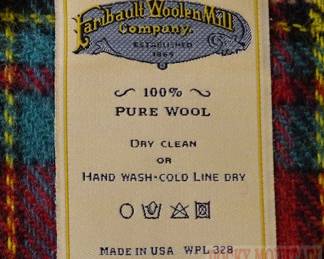 Faribault Woolen Mill
Company.
ESTABLISHED
1865
100%
PURE WOOL
DRY CLEAN
OR
HAND WASH-COLD LINE DRY
MADE IN USA WPL 328